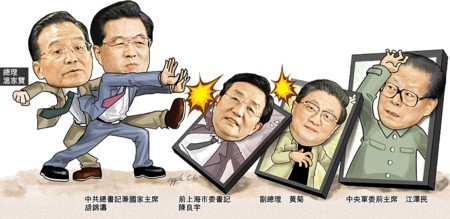 總理
溫家寶
中共總書記兼國家主席
胡錦濤
前上海市委書記
陳良宇
副總理 黃菊
中央軍委前主席 江澤民